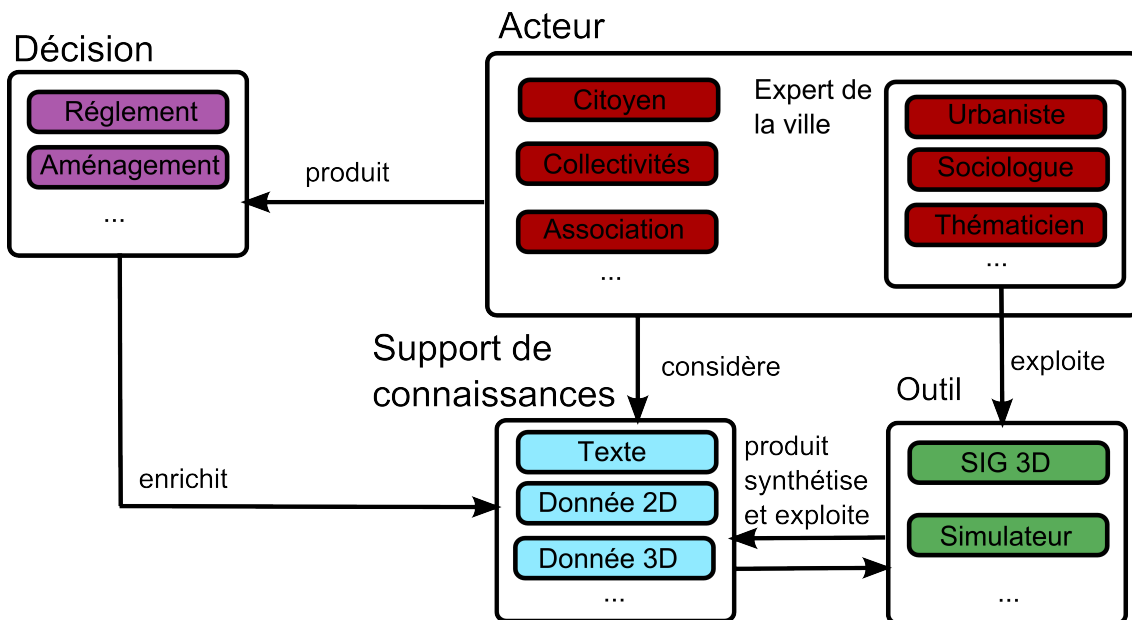 Décision
Réglement
Aménagement
...
produit
Acteur
Citoyen
Collectivités
Association
...
Expert de
la ville
Urbaniste
Sociologue
Thématicien
...
enrichit
considère
exploite
Support de
connaissances
Texte
Donnée 2D
Donnée 3D
...
produit
synthétise
et exploite
Outil
SIG 3D
Simulateur
...